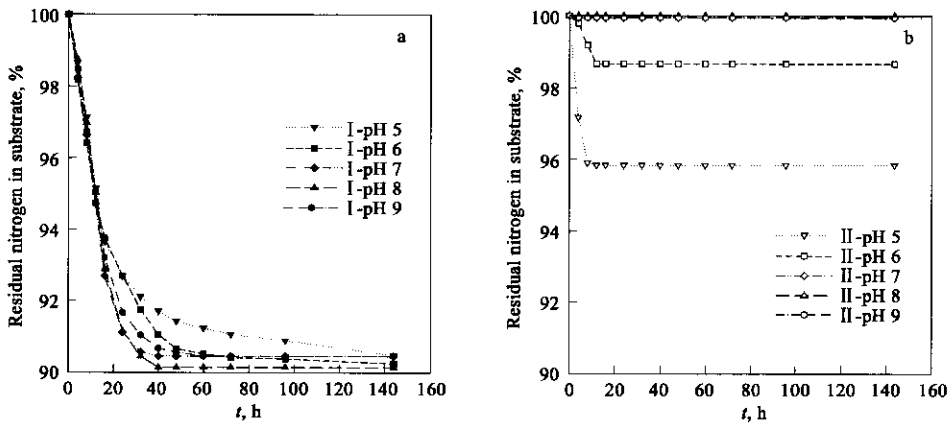 100
98
96
94
92
90
Residual nitrogen in substrate, %
a
I-pH 5
I-pH 6
I-pH 7
I-pH 8
I-pH 9
0 20 40 60 80 100 120 140 160
t, h
100
98
96
94
92
90
Residual nitrogen in substrate, %
b
II-pH 5
II-pH 6
II-pH 7
II-pH 8
II-pH 9
0 20 40 60 80 100 120 140 160
t, h